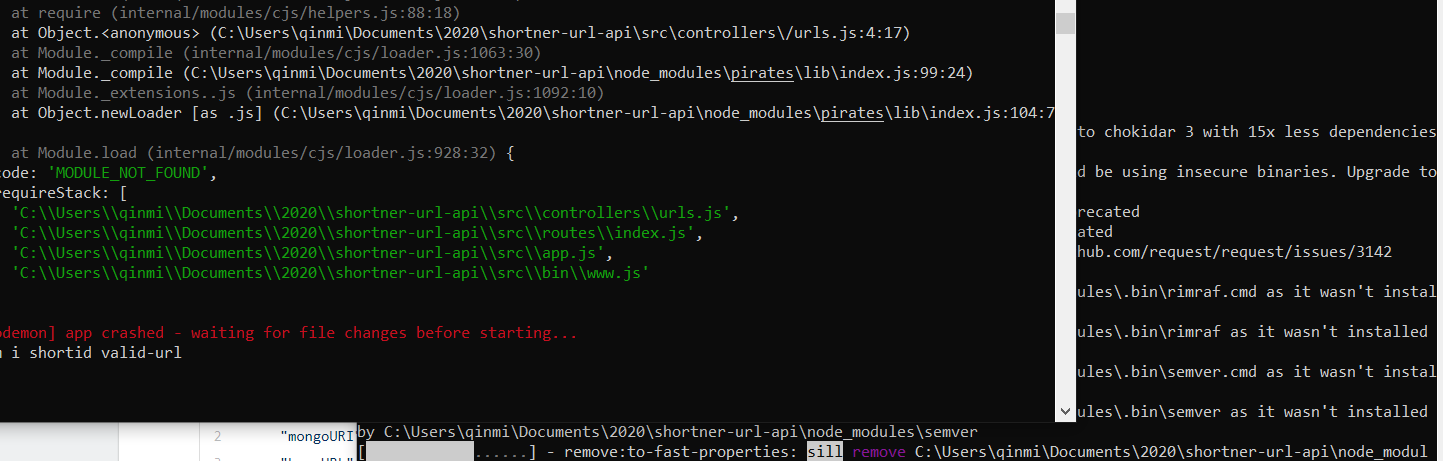 at require (internal/modules/cjs/helpers.js:88:18)
at Object.<anonymous> (C:\Users\qinmi\Documents\2020\shortner-url-api\src\controllers\/urls.js:4:17)
at Module._compile (internal/modules/cjs/loader.js:1063:30)
at Module._compile (C:\Users\qinmi\Documents\2020\shortner-url-api\node_modules\pirates\lib\index.js:99:24)
at Module._extensions..js (internal/modules/cjs/loader.js:1092:10)
at Object.newLoader [as .js] (C:\Users\qinmi\Documents\2020\shortner-url-api\node_modules\pirates\lib\index.js:104:7
at Module.load (internal/modules/cjs/loader.js:928:32) {
code: 'MODULE_NOT_FOUND',
requireStack: [
'C:\\Users\\qinmi\\Documents\\2020\\shortner-url-api\\src\\controllers\\urls.js',
'C:\\Users\\qinmi\\Documents\\2020\\shortner-url-api\\src\\routes\\index.js',
'C:\\Users\\qinmi\\Documents\\2020\\shortner-url-api\\src\\app.js',
'C:\\Users\\qinmi\\Documents\\2020\\shortner-url-api\\src\\bin\\www.js'
odemon] app crashed - waiting for file changes before starting...
i shortid valid-url
to chokidar 3 with 15x less dependencies
d be using insecure binaries. Upgrade to
recated
ated
hub.com/request/request/issues/3142
ules\.bin\rimraf.cmd as it wasn't instal
ules\.bin\rimraf as it wasn't installed
ules\.bin\semver.cmd as it wasn't instal
ules\.bin\semver as it wasn't installed
2 "mongoURI"
by C:\Users\qinmi\Documents\2020\shortner-url-api\node_modules\semver
[ ......] - remove:to-fast-properties: sill remove C:\Users\qinmi\Documents\2020\shortner-url-api\node_modul